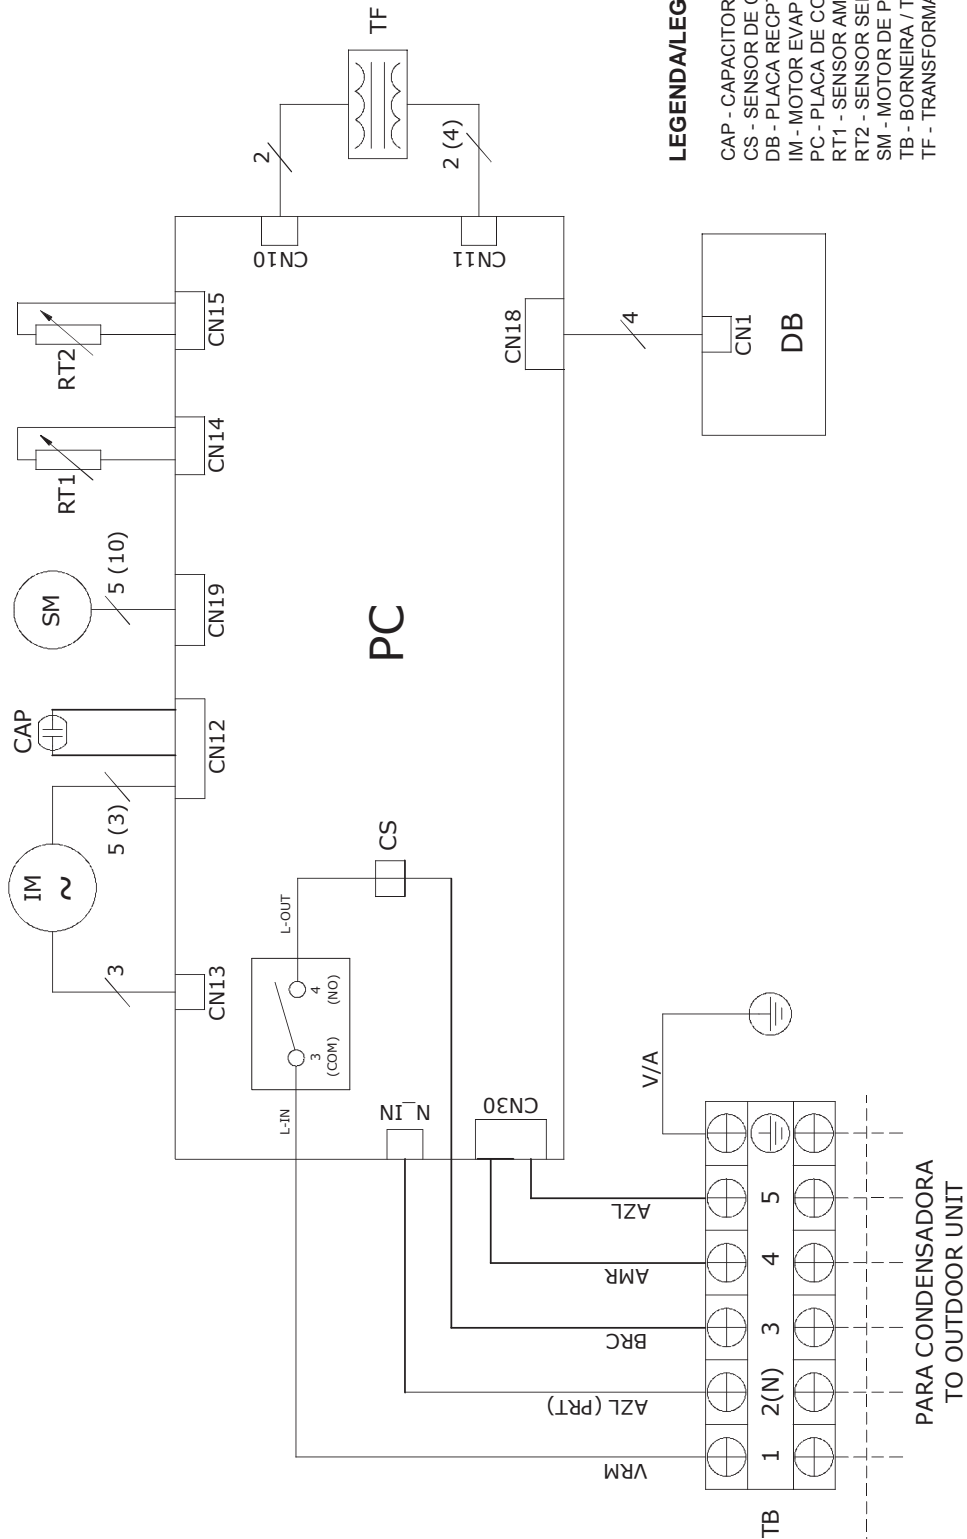 IM
~
CAP
SM
RT1
RT2
3
5 (3)
5 (10)
CN13
CN12
CN19
CN14
CN15
L-IN
3
(COM)
4
(NO)
L-OUT
CS
PC
N_IN
CN30
CN10
CN11
CN18
2
2 (4)
TF
4
CN1
DB
VRM
AZL (PRT)
BRC
AMR
AZL
V/A
TB
1
2(N)
3
4
5
PARA CONDENSADORA
TO OUTDOOR UNIT
LEGENDA/LEG
CAP - CAPACITOR
CS - SENSOR DE
DB - PLACA
IM - MOTOR EVAP
PC - PLACA DE
RT1 - SENSOR
RT2 - SENSOR
SM - MOTOR DE
TB - BORNEIRA /
TF - TRANSFORMA